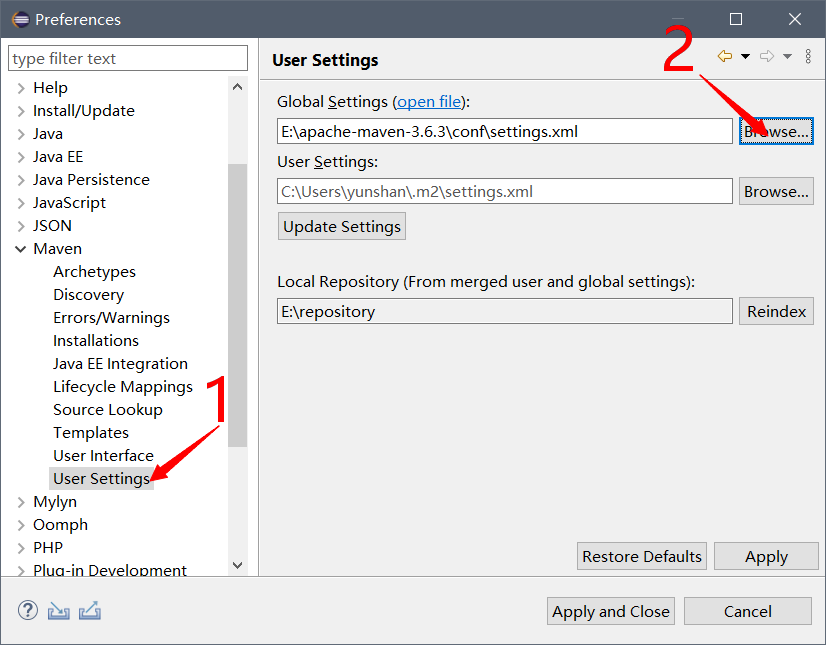 Preferences
type filter text
Help
Install/Update
Java
Java EE
Java Persistence
JavaScript
JSON
Maven
Archetypes
Discovery
Errors/Warnings
Installations
Java EE Integration
Lifecycle Mappings
Source Lookup
Templates
User Interface
User Settings
Mylyn
Oomph
PHP
Plug-in Development
1
User Settings
2
Global Settings (open file):
E:\apache-maven-3.6.3\conf\settings.xml Browse...
User Settings:
C:\Users\yunshan\.m2\settings.xml Browse...
Update Settings
Local Repository (From merged user and global settings):
E:\repository Reindex
Restore Defaults Apply
? Apply and Close Cancel